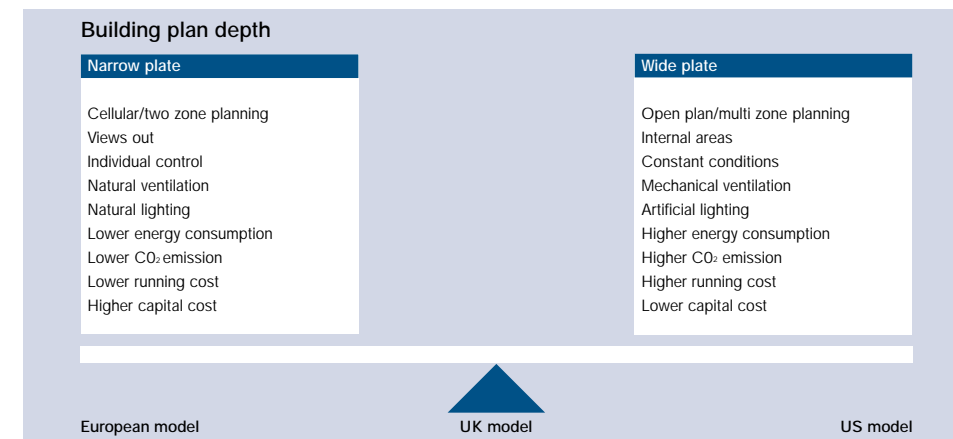 Building plan depth
Narrow plate
Cellular/two zone planning
Views out
Individual control
Natural ventilation
Natural lighting
Lower energy consumption
Lower CO₂ emission
Lower running cost
Higher capital cost
Wide plate
Open plan/multi zone planning
Internal areas
Constant conditions
Mechanical ventilation
Artificial lighting
Higher energy consumption
Higher CO₂ emission
Higher running cost
Lower capital cost
European model
UK model
US model